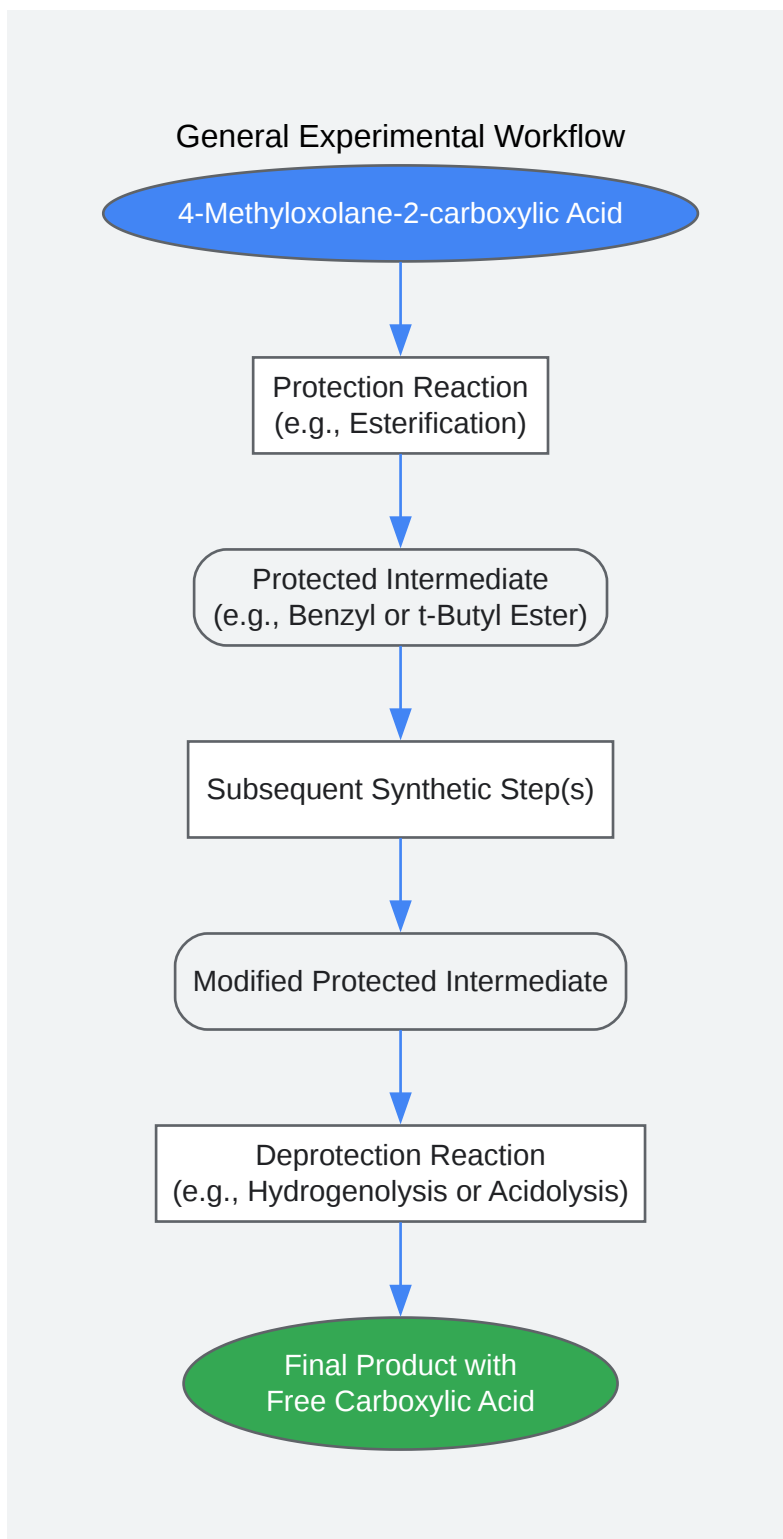 General Experimental Workflow
4-Methyloxolane-2-carboxylic Acid
Protection Reaction
(e.g., Esterification)
Protected Intermediate
(e.g., Benzyl or t-Butyl Ester)
Subsequent Synthetic Step(s)
Modified Protected Intermediate
Deprotection Reaction
(e.g., Hydrogenolysis or Acidolysis)
Final Product with
Free Carboxylic Acid